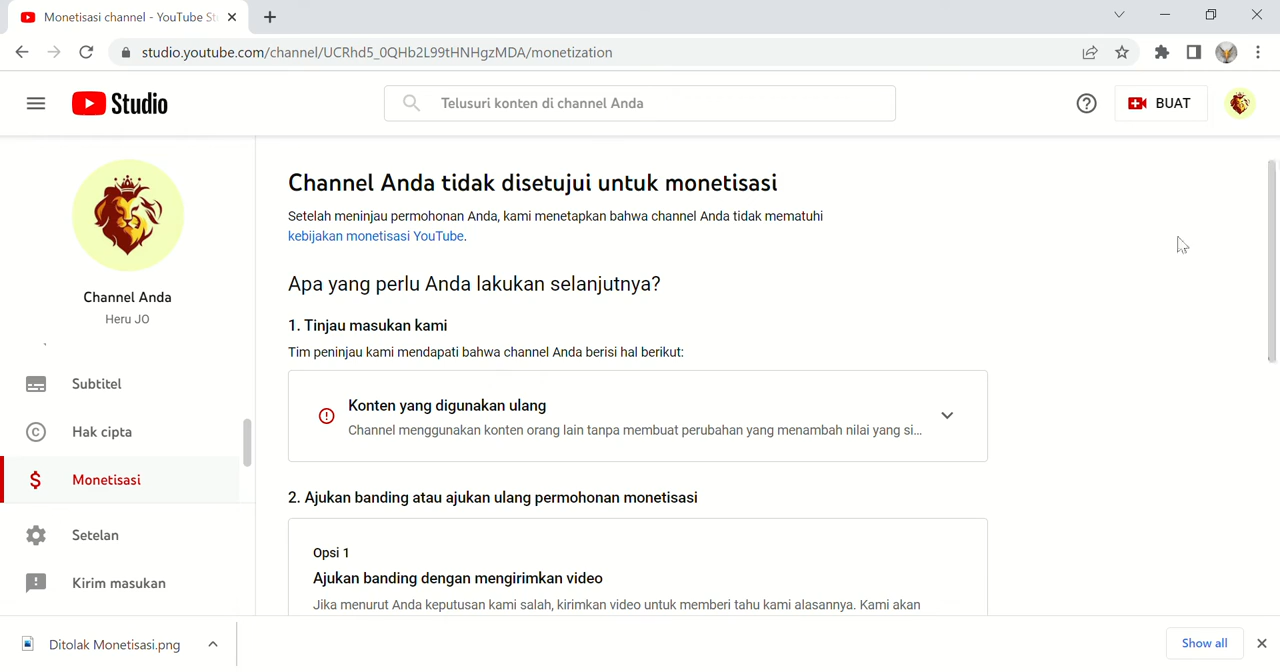 Monetisasi channel - YouTube St
studio.youtube.com/channel/UCRhd5_0QHb2L99tHNHgzMDA/monetization
Studio
Telusuri konten di channel Anda
BUAT
Channel Anda
Heru JO
Subtitel
Hak cipta
Monetisasi
Setelan
Kirim masukan
Channel Anda tidak disetujui untuk monetisasi
Setelah meninjau permohonan Anda, kami menetapkan bahwa channel Anda tidak mematuhi
kebijakan monetisasi YouTube.
Apa yang perlu Anda lakukan selanjutnya?
1. Tinjau masukan kami
Tim peninjau kami mendapati bahwa channel Anda berisi hal berikut:
Konten yang digunakan ulang
Channel menggunakan konten orang lain tanpa membuat perubahan yang menambah nilai yang si...
2. Ajukan banding atau ajukan ulang permohonan monetisasi
Opsi 1
Ajukan banding dengan mengirimkan video
Jika menurut Anda keputusan kami salah, kirimkan video untuk memberi tahu kami alasannya. Kami akan
Ditolak Monetisasi.png
Show all